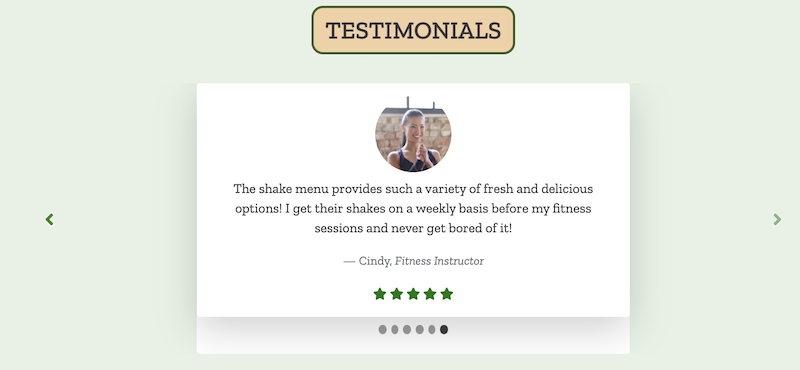 TESTIMONIALS
The shake menu provides such a variety of fresh and delicious
options! I get their shakes on a weekly basis before my fitness
sessions and never get bored of it!
— Cindy, Fitness Instructor